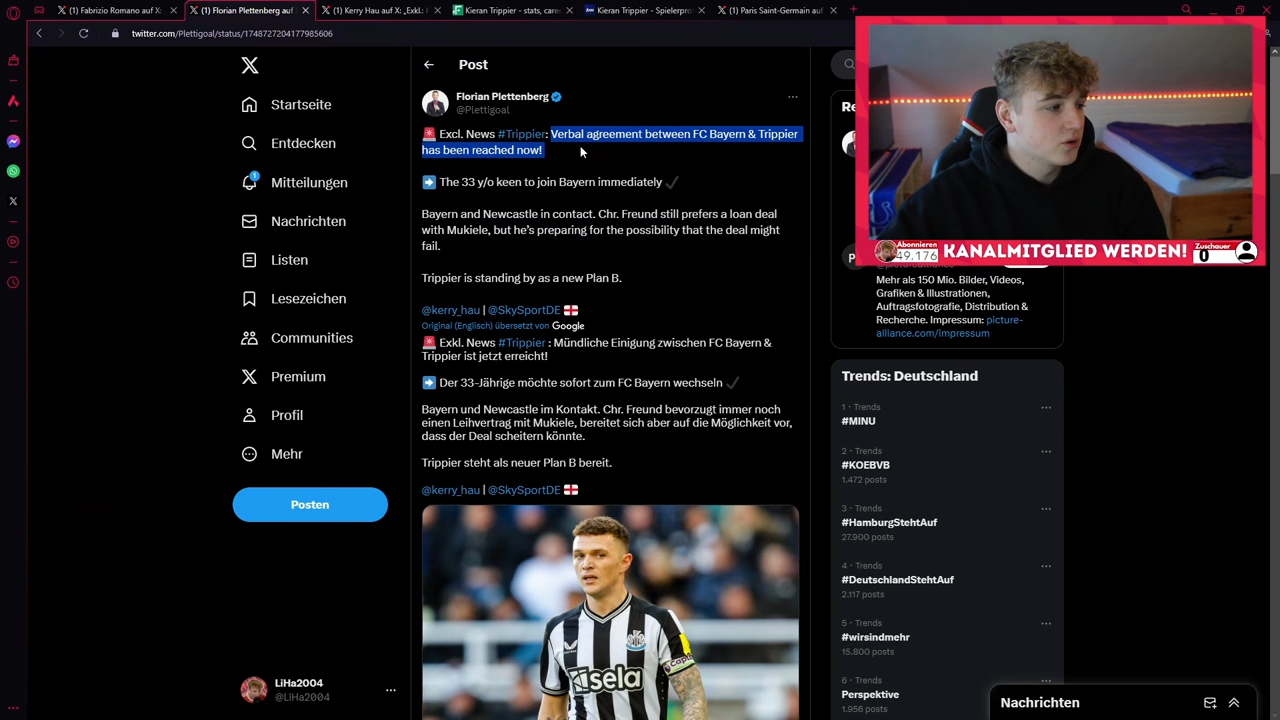 (1) Fabrizio Romano auf X:
(1) Florian Plettenberg auf
(1) Kerry Hau auf X: „Exkl.:
Kieran Trippier - stats, caree
Kieran Trippier - Spielerprof
(1) Paris Saint-Germain auf
twitter.com/Plettigoal/status/1748727204177985606
Post
Florian Plettenberg
@Plettigoal
Excl. News #Trippier: Verbal agreement between FC Bayern & Trippier
has been reached now!
The 33 y/o keen to join Bayern immediately
Bayern and Newcastle in contact. Chr. Freund still prefers a loan deal
with Mukiele, but he's preparing for the possibility that the deal might
fail.
Trippier is standing by as a new Plan B.
@kerry_hau | @SkySportDE
Original (Englisch) übersetzt von Google
Exkl. News #Trippier : Mündliche Einigung zwischen FC Bayern &
Trippier ist jetzt erreicht!
Der 33-Jährige möchte sofort zum FC Bayern wechseln
Bayern und Newcastle im Kontakt. Chr. Freund bevorzugt immer noch
einen Leihvertrag mit Mukiele, bereitet sich aber auf die Möglichkeit vor,
dass der Deal scheitern könnte.
Trippier steht als neuer Plan B bereit.
@kerry_hau | @SkySportDE
sela
Startseite
Entdecken
1
Mitteilungen
Nachrichten
Listen
Lesezeichen
Communities
Premium
Profil
Mehr
Posten
LiHa2004
@LiHa2004
Re
Abonnieren
49.176
KANALMITGLIED WERDEN!
Zuschauer
0
Mehr als 150 Mio. Bilder, Videos,
Grafiken & Illustrationen,
Auftragsfotografie, Distribution &
Recherche. Impressum: picture-
alliance.com/impressum
Trends: Deutschland
1 · Trends
#MINU
2 · Trends
#KOEBVB
1.472 posts
3 · Trends
#HamburgStehtAuf
27.900 posts
4 · Trends
#DeutschlandStehtAuf
2.117 posts
5 · Trends
#wirsindmehr
15.800 posts
6 · Trends
Perspektive
1.956 posts
Nachrichten